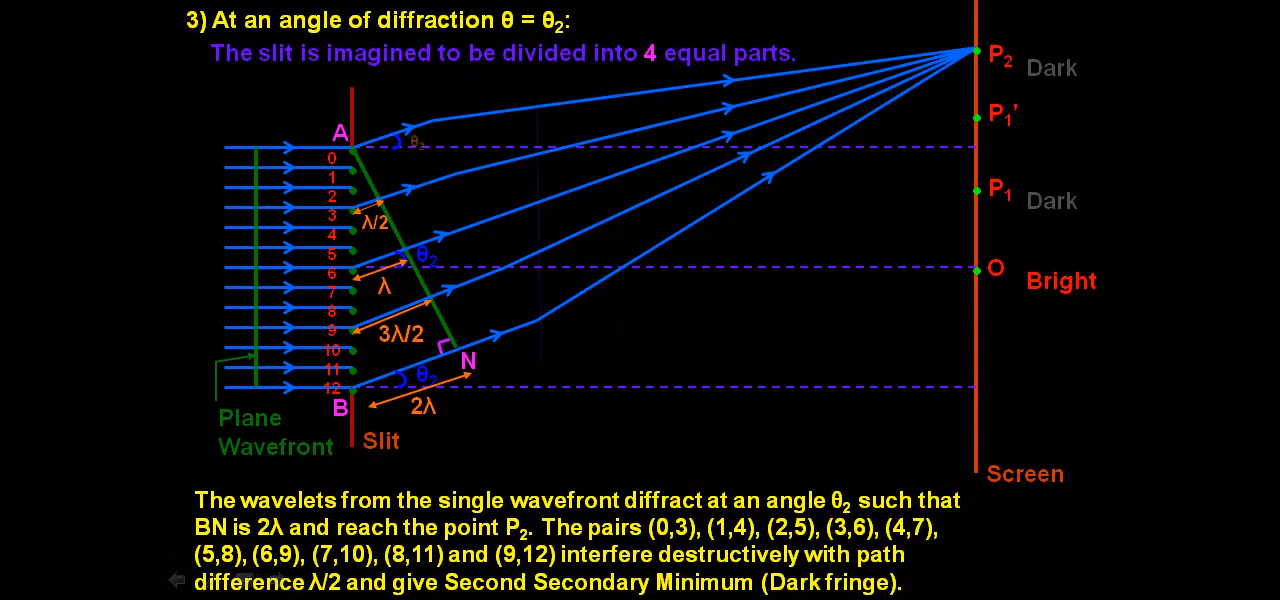 3) At an angle of diffraction θ = θ₂:
The slit is imagined to be divided into 4 equal parts.
P₂ Dark
P₁’
A
θ₂
0
1
2
P₁ Dark
3
λ/2
4
5
θ₂
6
O Bright
λ
7
8
9
3λ/2
10
11
N
12
θ₂
B
2λ
Plane
Wavefront
Slit
Screen
The wavelets from the single wavefront diffract at an angle θ₂ such that
BN is 2λ and reach the point P₂. The pairs (0,3), (1,4), (2,5), (3,6), (4,7),
(5,8), (6,9), (7,10), (8,11) and (9,12) interfere destructively with path
difference λ/2 and give Second Secondary Minimum (Dark fringe).